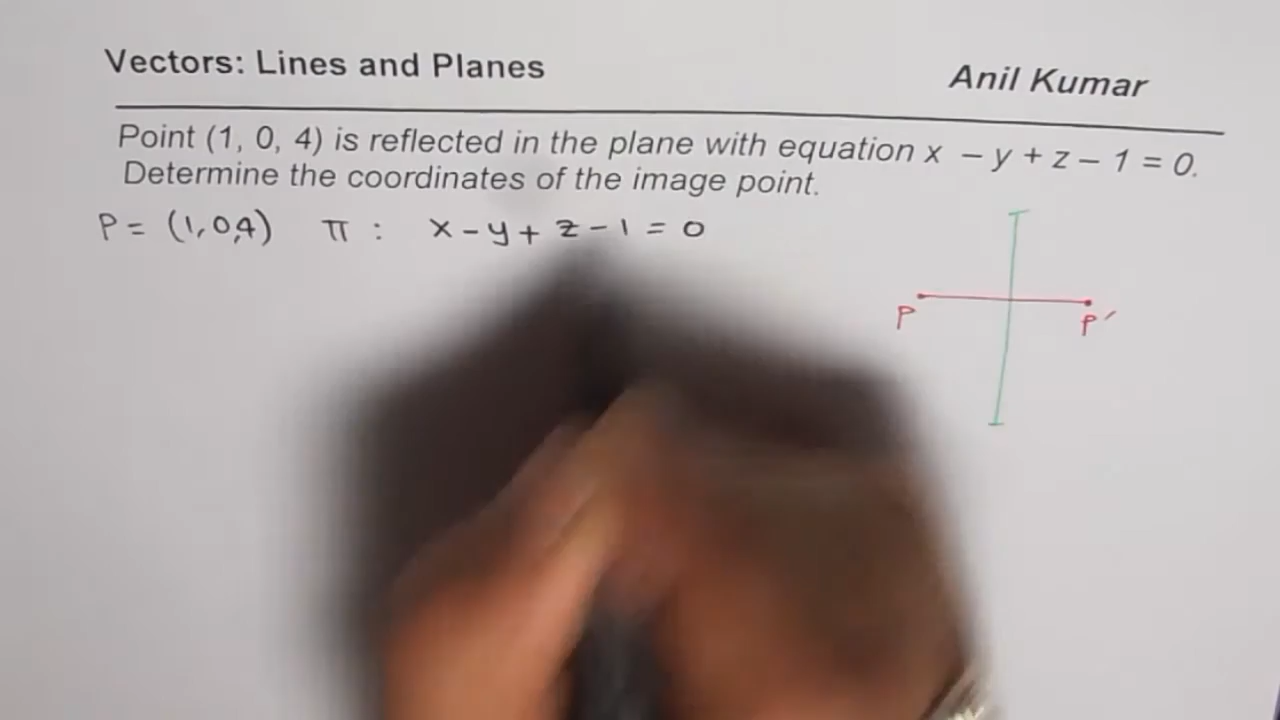 Vectors: Lines and Planes
Anil Kumar
Point (1, 0, 4) is reflected in the plane with equation x - y + z - 1 = 0.
Determine the coordinates of the image point.
P = (1,0,4) π : x - y + z - 1 = 0
P P′